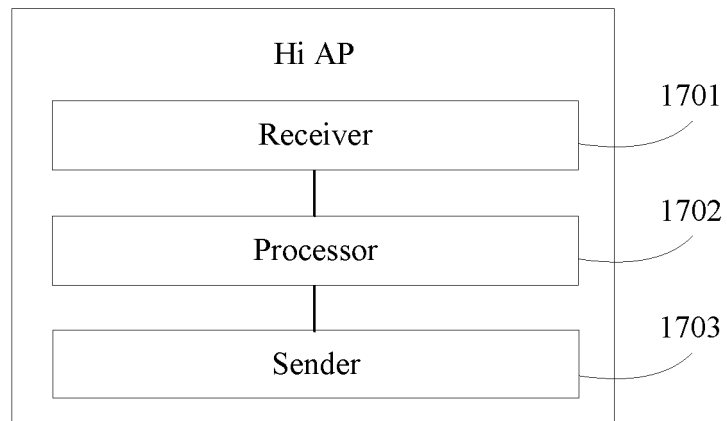 Hi AP
1701
Receiver
1702
Processor
1703
Sender